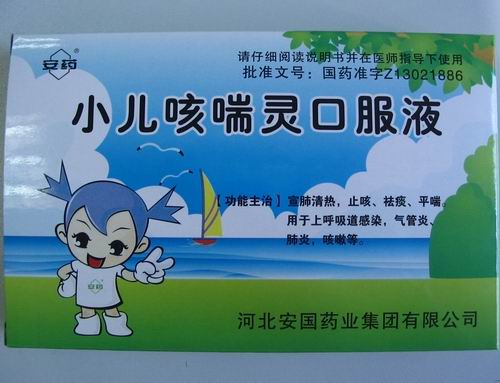 安药
请仔细阅读说明书并在医师指导下使用
批准文号：国药准字Z13021886
小儿咳喘灵口服液
【功能主治】宣肺清热，止咳、祛痰、平喘。
用于上呼吸道感染，气管炎、
肺炎，咳嗽等。
安药
河北安国药业集团有限公司